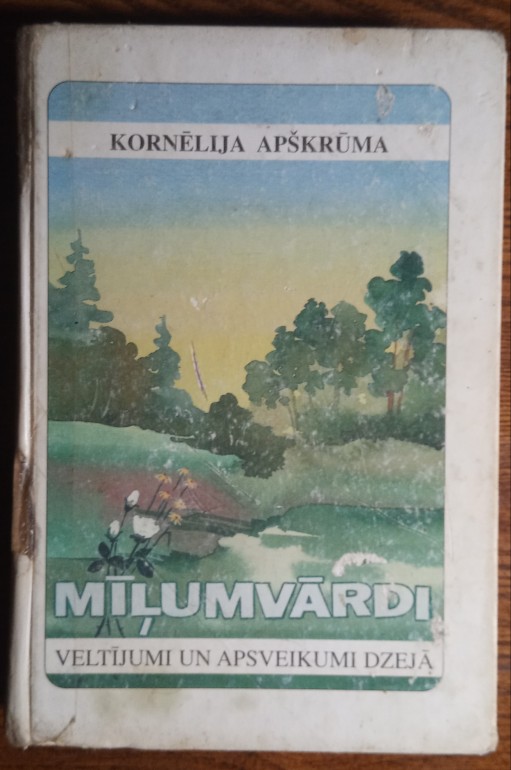 KORNĒLIJA APŠKRŪMA
MĪĻUMVĀRDI
VELTĪJUMI UN APSVEIKUMI DZEJĀ